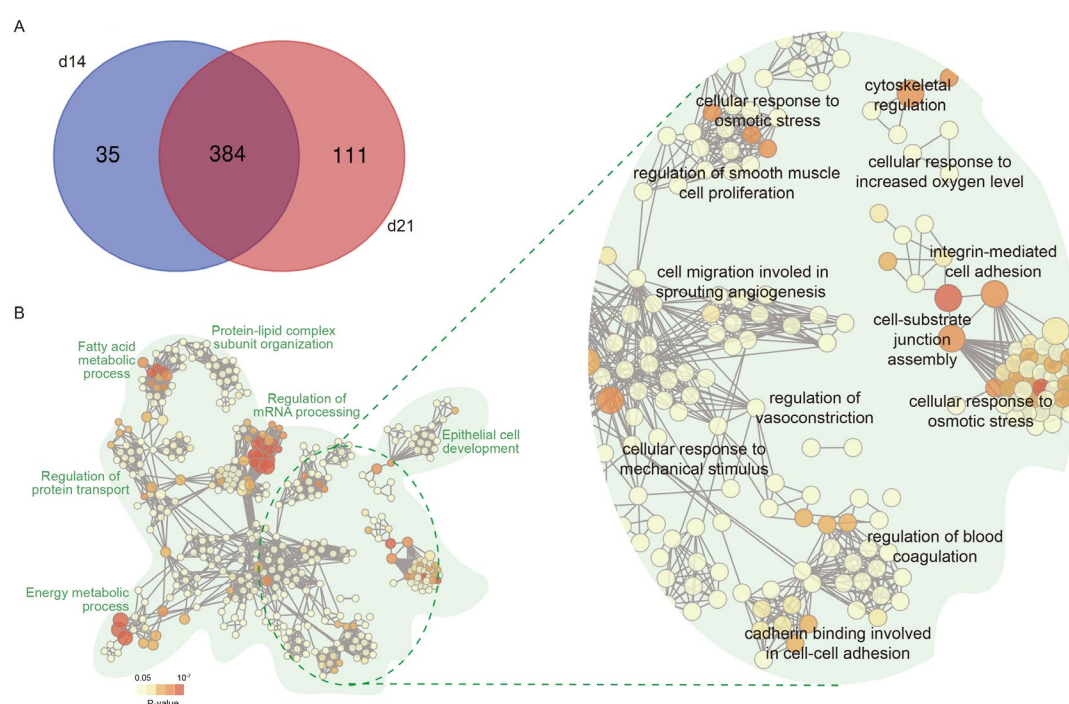 A
d14
35
384
111
d21
B
Protein-lipid complex
subunit organization
Fatty acid
metabolic
process
Regulation of
mRNA processing
Epithelial cell
development
Regulation of
protein transport
Energy metabolic
process
0.05
10-7
P-value
cellular response to
osmotic stress
cytoskeletal
regulation
regulation of smooth muscle
cell proliferation
cellular response to
increased oxygen level
cell migration involed in
sprouting angiogenesis
integrin-mediated
cell adhesion
cell-substrate
junction
assembly
regulation of
vasoconstriction
cellular response to
osmotic stress
cellular response to
mechanical stimulus
regulation of blood
coagulation
cadherin binding involved
in cell-cell adhesion